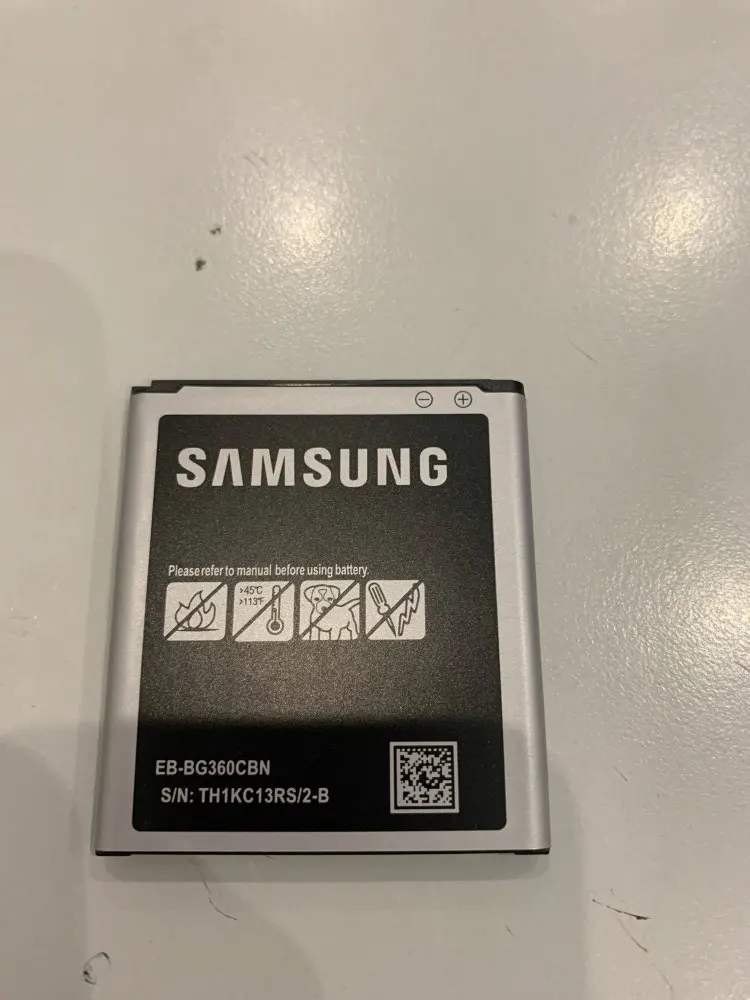 ⊖ ⊕
SAMSUNG
Please refer to manual before using battery.
>45°C
>113°F
EB-BG360CBN
S/N: TH1KC13RS/2-B